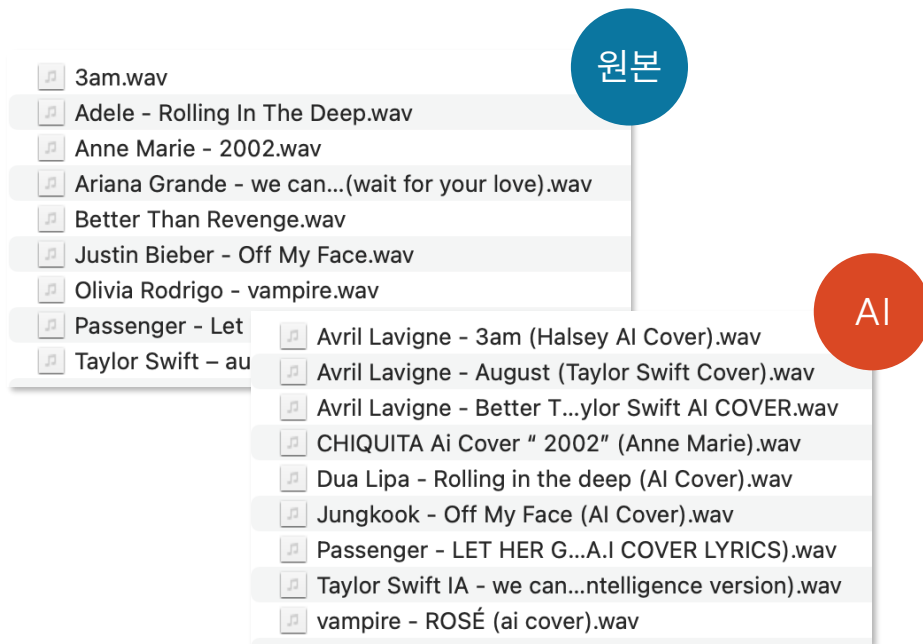 원본
3am.wav
Adele - Rolling In The Deep.wav
Anne Marie - 2002.wav
Ariana Grande - we can...(wait for your love).wav
Better Than Revenge.wav
Justin Bieber - Off My Face.wav
Olivia Rodrigo - vampire.wav
Passenger - Let
Taylor Swift – au
AI
Avril Lavigne - 3am (Halsey AI Cover).wav
Avril Lavigne - August (Taylor Swift Cover).wav
Avril Lavigne - Better T...ylor Swift AI COVER.wav
CHIQUITA Ai Cover “ 2002” (Anne Marie).wav
Dua Lipa - Rolling in the deep (AI Cover).wav
Jungkook - Off My Face (AI Cover).wav
Passenger - LET HER G...A.I COVER LYRICS).wav
Taylor Swift IA - we can...ntelligence version).wav
vampire - ROSÉ (ai cover).wav